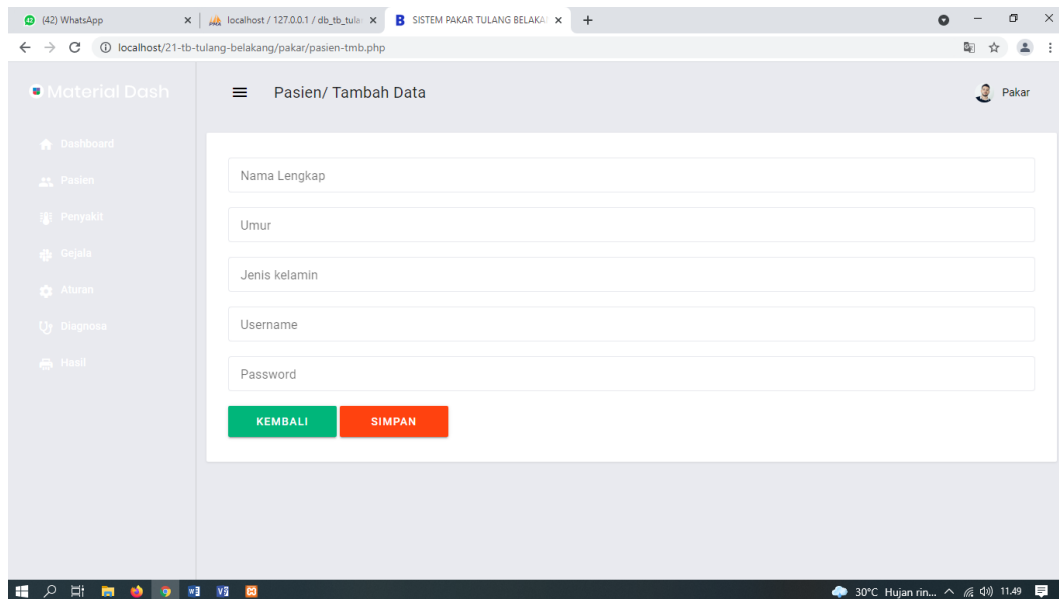 (42) WhatsApp
localhost / 127.0.0.1 / db_tb_tula
SISTEM PAKAR TULANG BELAKA
localhost/21-tb-tulang-belakang/pakar/pasien-tmb.php
Material Dash
Pasien/ Tambah Data
Pakar
Dashboard
Pasien
Penyakit
Gejala
Aturan
Diagnosa
Hasil
Nama Lengkap
Umur
Jenis kelamin
Username
Password
KEMBALI SIMPAN
30°C Hujan rin... 11.49